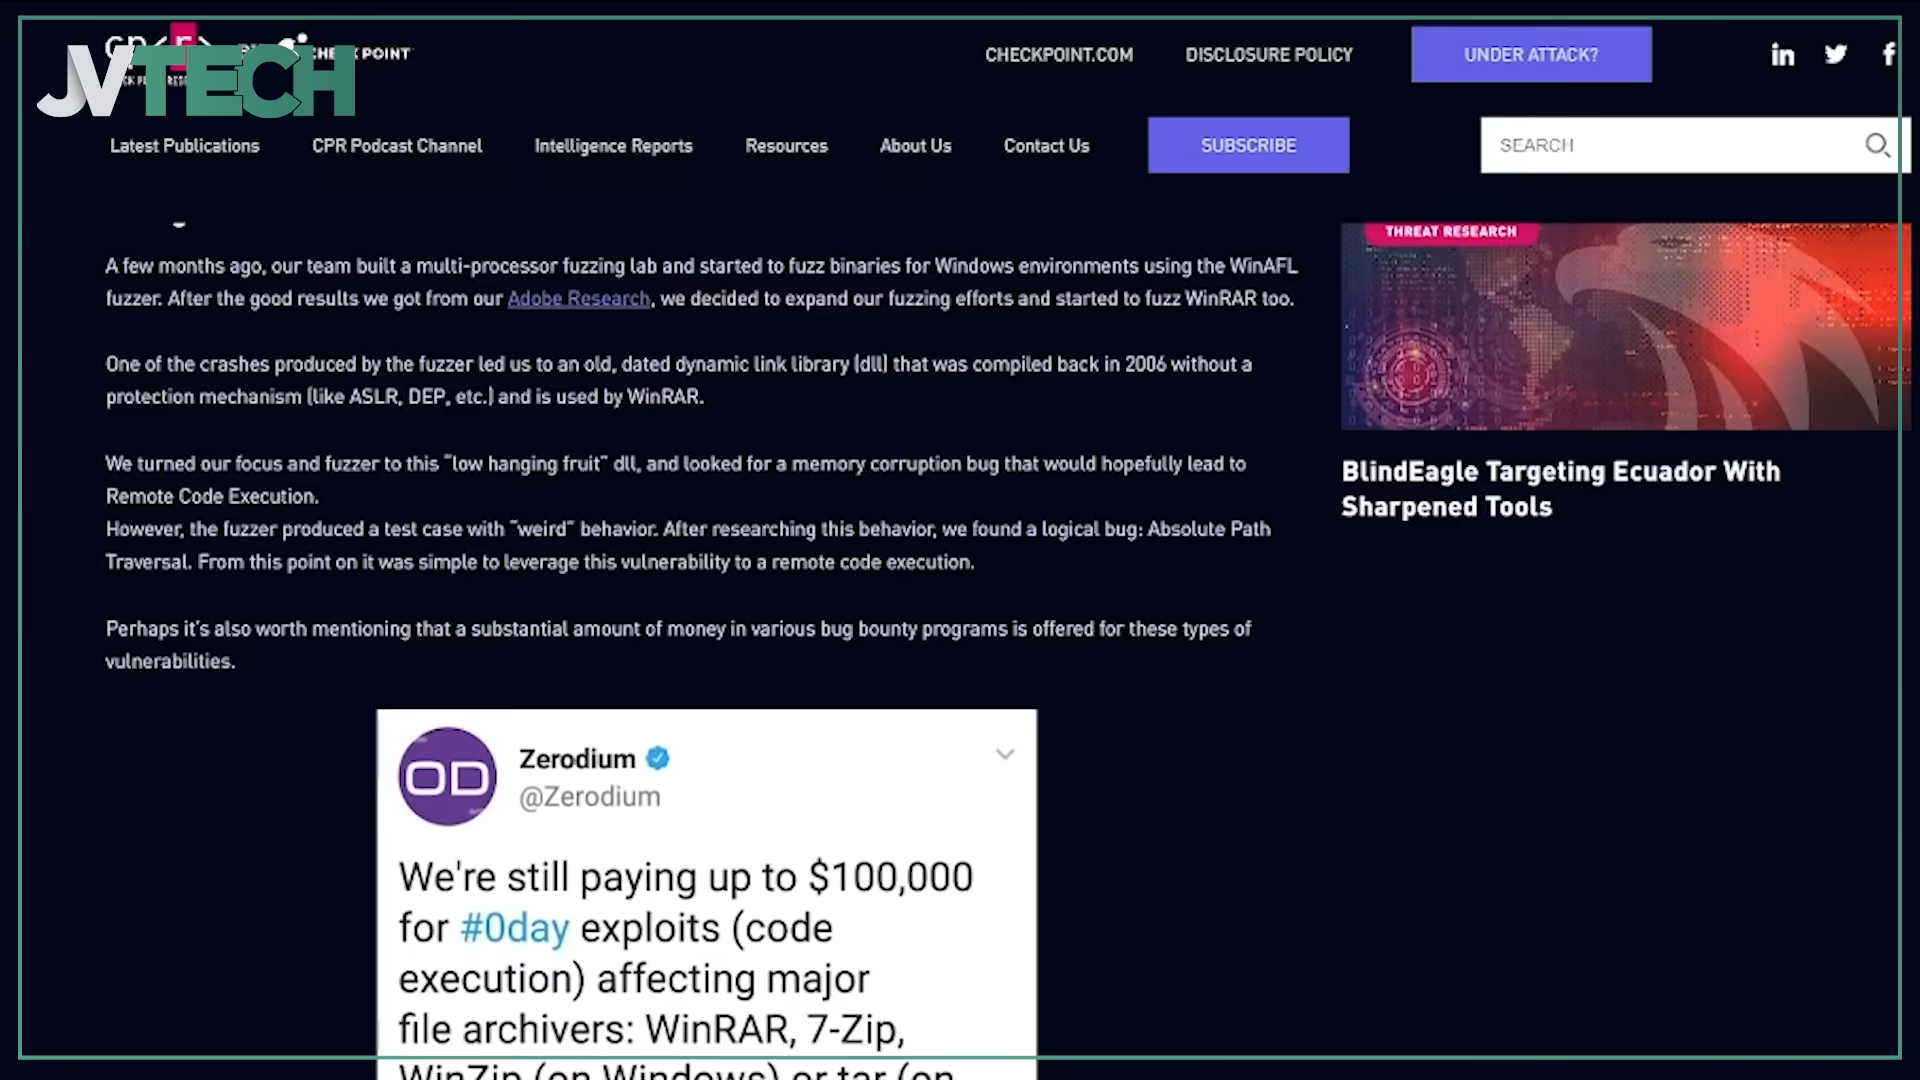 JVTECH
CHECK POINT
CHECKPOINT.COM
DISCLOSURE POLICY
UNDER ATTACK?
Latest Publications
CPR Podcast Channel
Intelligence Reports
Resources
About Us
Contact Us
SUBSCRIBE
SEARCH
A few months ago, our team built a multi-processor fuzzing lab and started to fuzz binaries for Windows environments using the WinAFL
fuzzer. After the good results we got from our Adobe Research, we decided to expand our fuzzing efforts and started to fuzz WinRAR too.
One of the crashes produced by the fuzzer led us to an old, dated dynamic link library (dll) that was compiled back in 2006 without a
protection mechanism (like ASLR, DEP, etc.) and is used by WinRAR.
We turned our focus and fuzzer to this "low hanging fruit" dll, and looked for a memory corruption bug that would hopefully lead to
Remote Code Execution.
However, the fuzzer produced a test case with "weird" behavior. After researching this behavior, we found a logical bug: Absolute Path
Traversal. From this point on it was simple to leverage this vulnerability to a remote code execution.
Perhaps it's also worth mentioning that a substantial amount of money in various bug bounty programs is offered for these types of
vulnerabilities.
THREAT RESEARCH
BlindEagle Targeting Ecuador With
Sharpened Tools
Zerodium
@Zerodium
We're still paying up to $100,000
for #0day exploits (code
execution) affecting major
file archivers: WinRAR, 7-Zip,
WinZip (on Windows) or tar (on